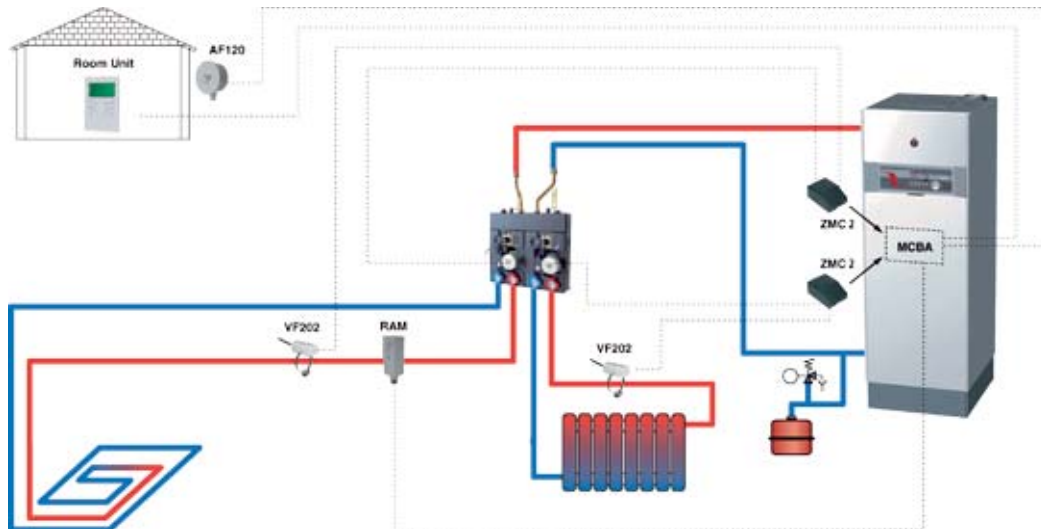 AF120
Room Unit
ZMC 2
MCBA
ZMC 2
VF202
RAM
VF202